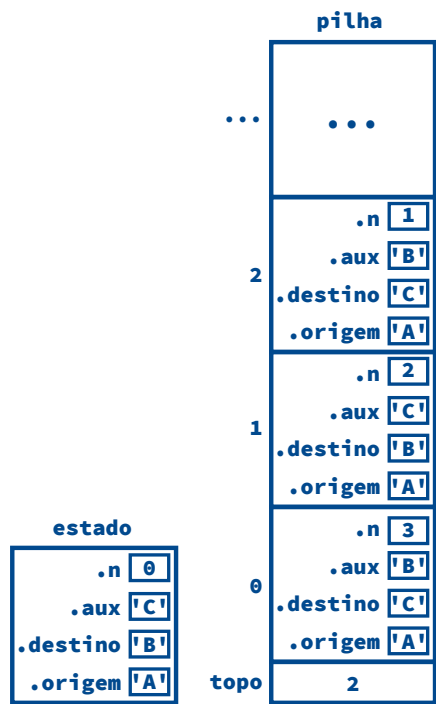 pilha
... ...
.n 1
.aux 'B'
2
.destino 'C'
.origem 'A'
.n 2
.aux 'C'
1
.destino 'B'
.origem 'A'
.n 3
.aux 'B'
0
.destino 'C'
.origem 'A'
topo 2
estado
.n 0
.aux 'C'
.destino 'B'
.origem 'A'